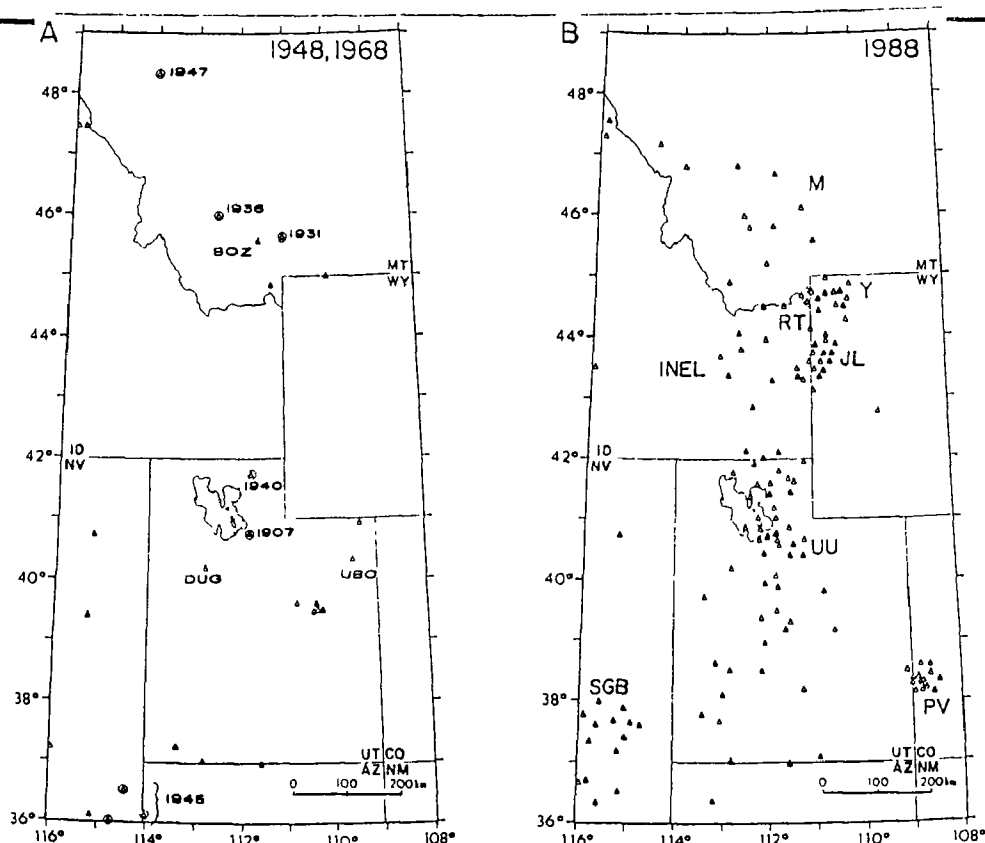 A
1948, 1968
1947
48°
46°
1936
1931
BOZ
MT
WY
44°
42°
ID
NV
1940
1907
DUG
UBO
40°
38°
UT CO
AZ NM
0 100 200 km
1945
36°
116°
114°
112°
110°
108°
B
1988
48°
M
46°
MT
WY
Y
RT
44°
INEL
JL
42°
ID
NV
UU
40°
SGB
38°
PV
UT CO
AZ NM
0 100 200 km
36°
116°
114°
112°
110°
108°